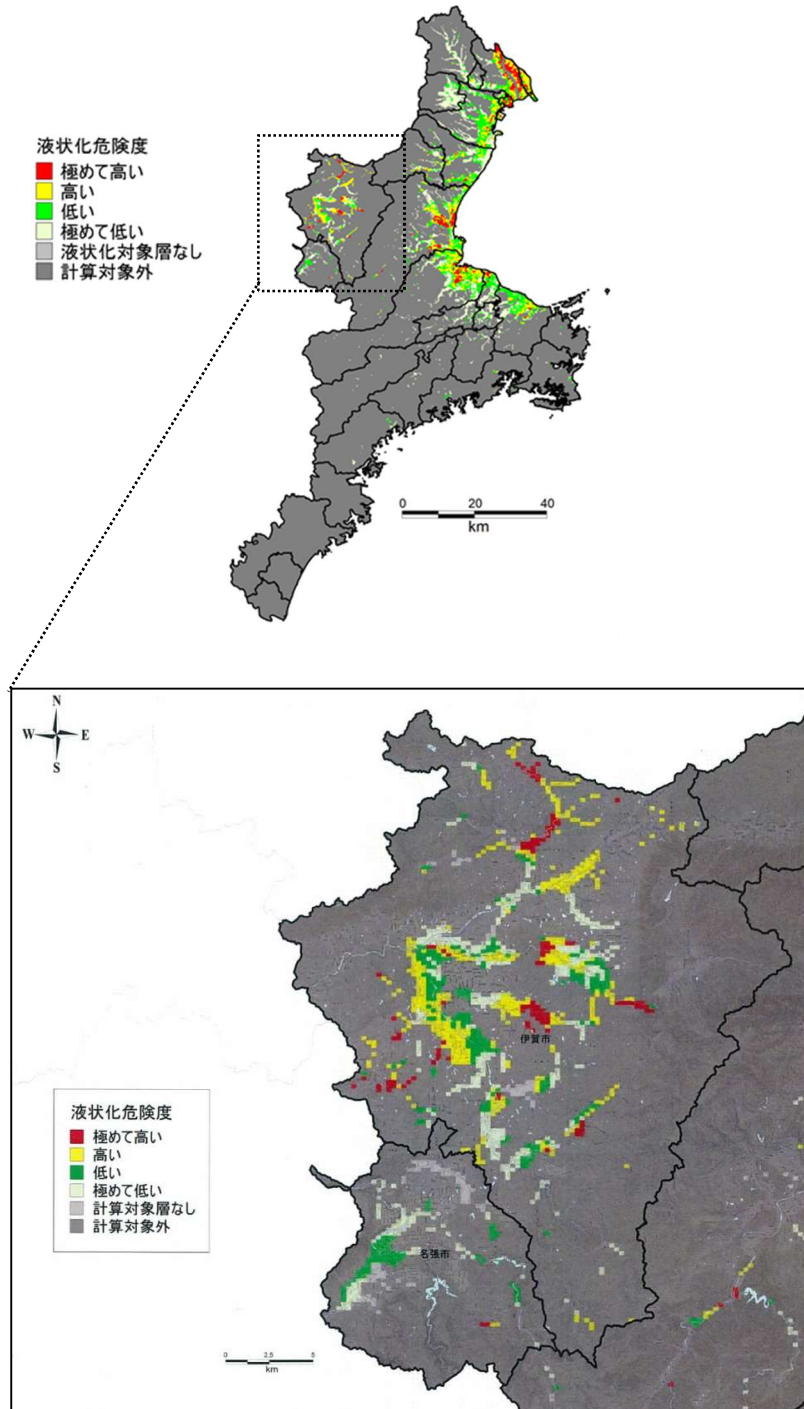 液状化危険度
極めて高い
高い
低い
極めて低い
液状化対象層なし
計算対象外
0 20 40
km
N
W E
S
伊賀市
液状化危険度
極めて高い
高い
低い
極めて低い
計算対象層なし
計算対象外
名張市
0 2.5 5
km